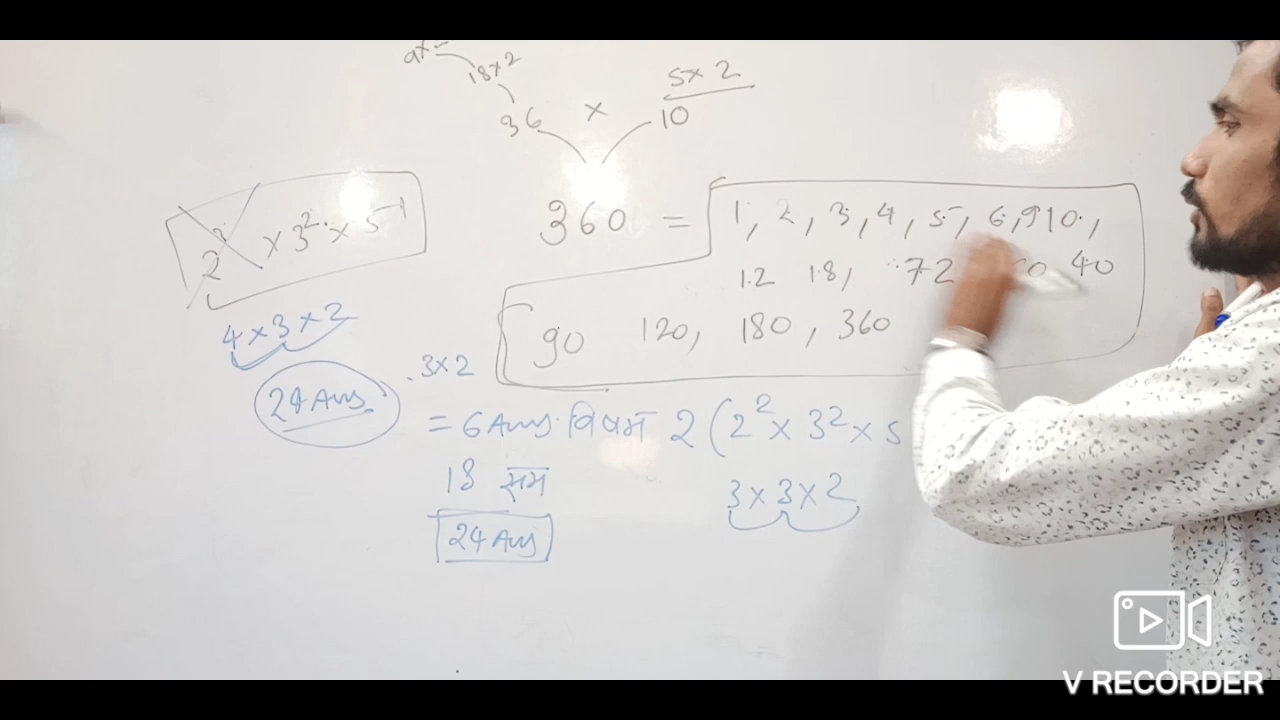 18×2
5×2
36 × 10
2³ × 3² × 5¹
360 = 1, 2, 3, 4, 5, 6, 9 10,
12 18, 72 40
90 120, 180, 360
4×3×2
24 Ans
3×2
= 6 Ans. विषम 2 (2² × 3² × 5
18 सम
3×3×2
24 Ans
V RECORDER